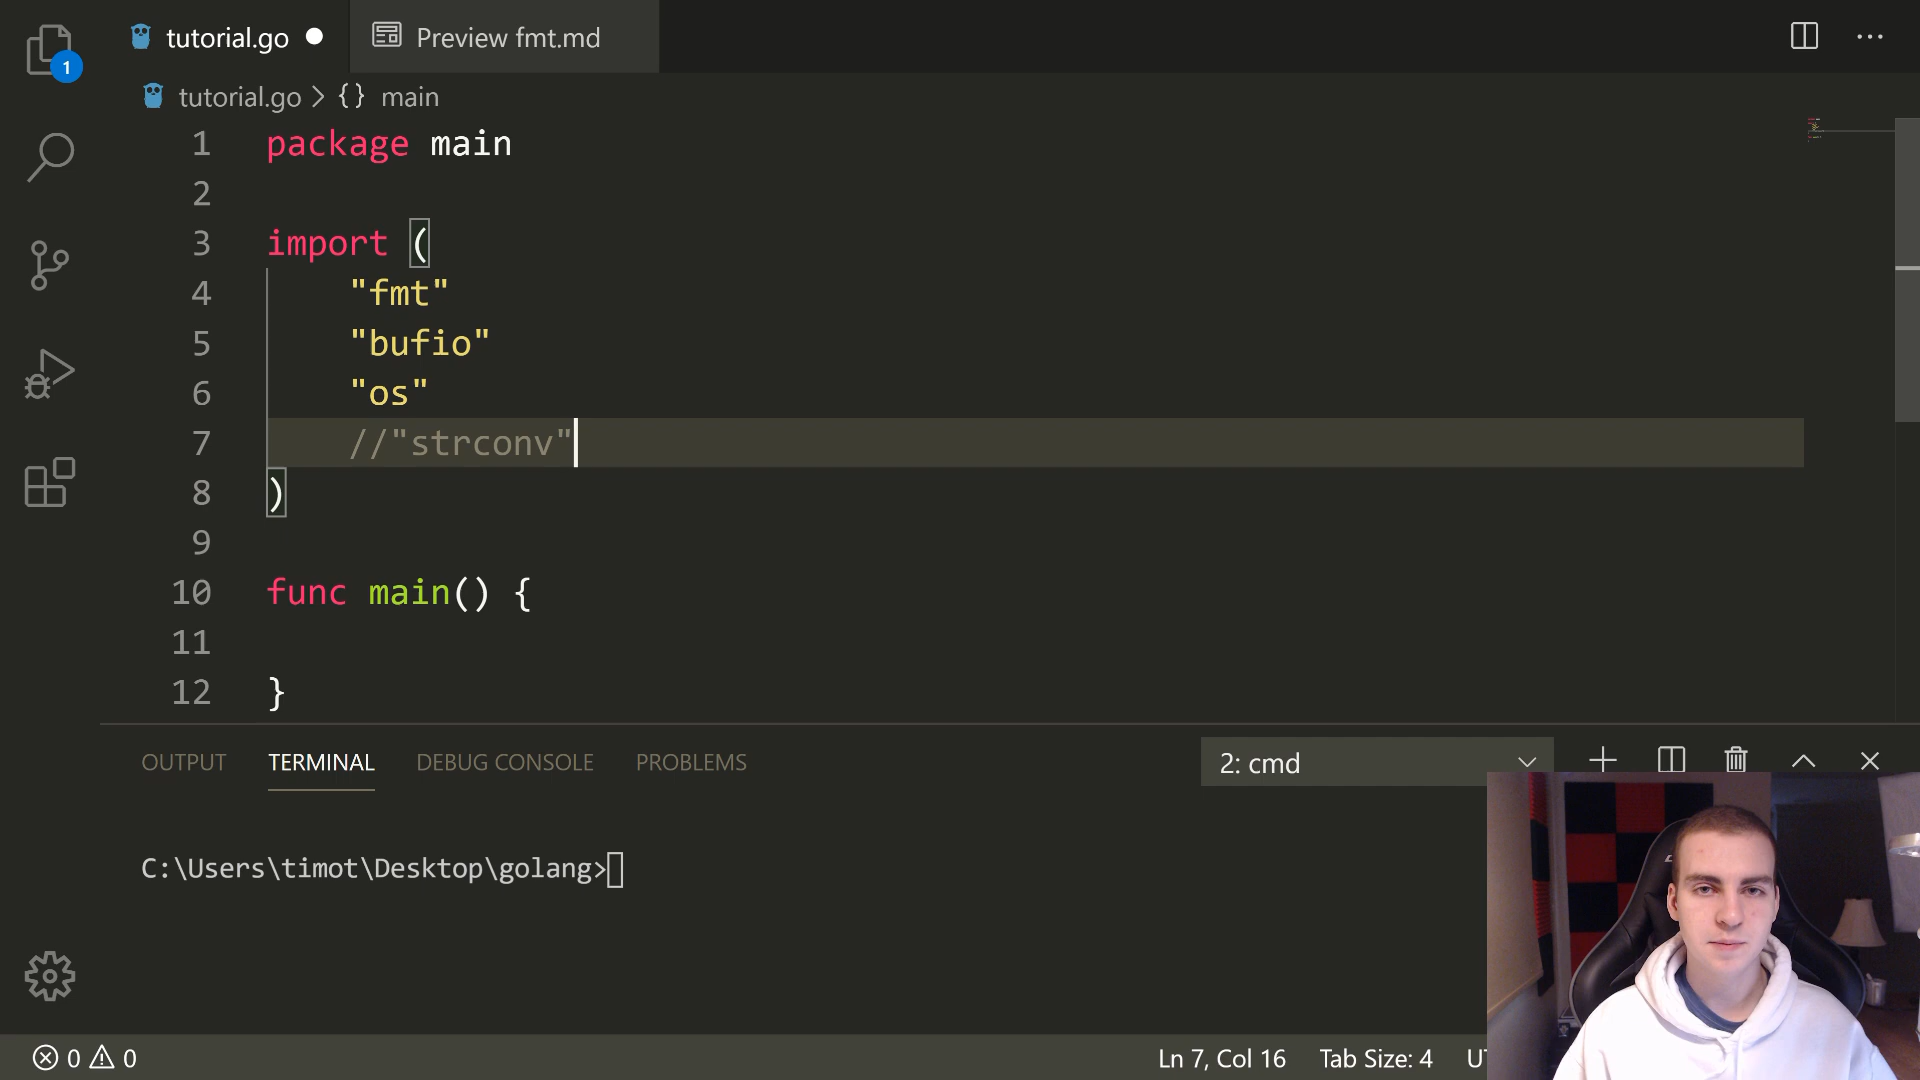 tutorial.go
Preview fmt.md
1
tutorial.go > {} main
1 package main
2
3 import (
4 "fmt"
5 "bufio"
6 "os"
7 //"strconv"
8 )
9
10 func main() {
11
12 }
OUTPUT TERMINAL DEBUG CONSOLE PROBLEMS 2: cmd
C:\Users\timot\Desktop\golang>
0 0 Ln 7, Col 16 Tab Size: 4